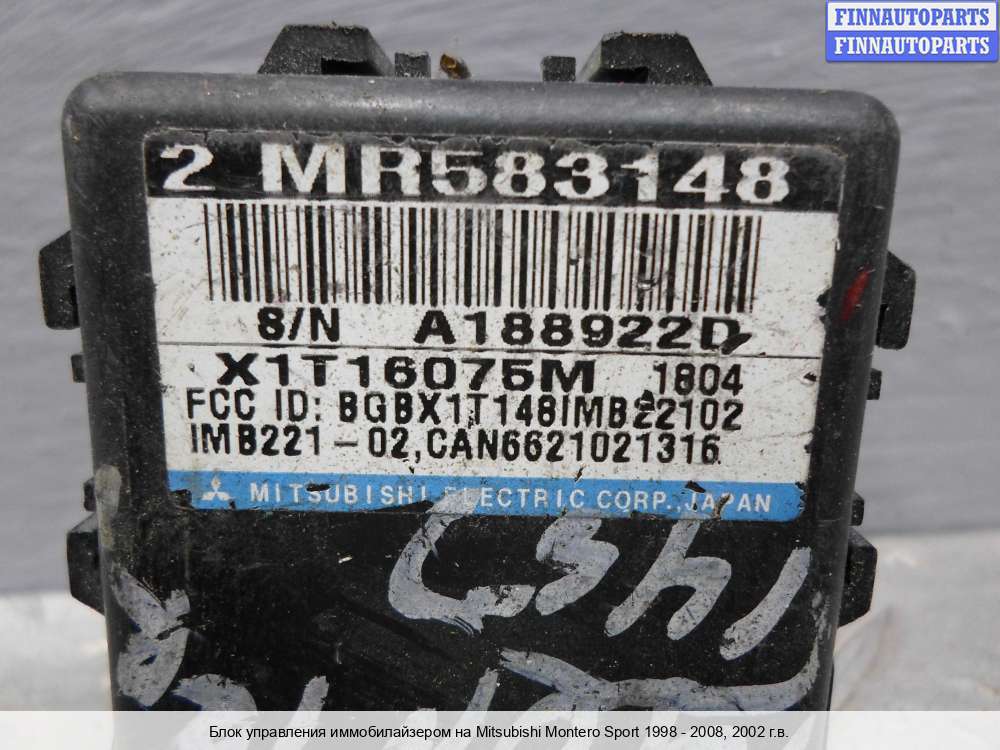 FINNAUTOPARTS
FINNAUTOPARTS
2 MR583148
S/N A188922D
X1T16075M 1804
FCC ID: BGBX1T148IMB22102
IMB221-02,CAN6621021316
MITSUBISHI ELECTRIC CORP.,JAPAN
1457
Блок управления иммобилайзером на Mitsubishi Montero Sport 1998 - 2008, 2002 г.в.